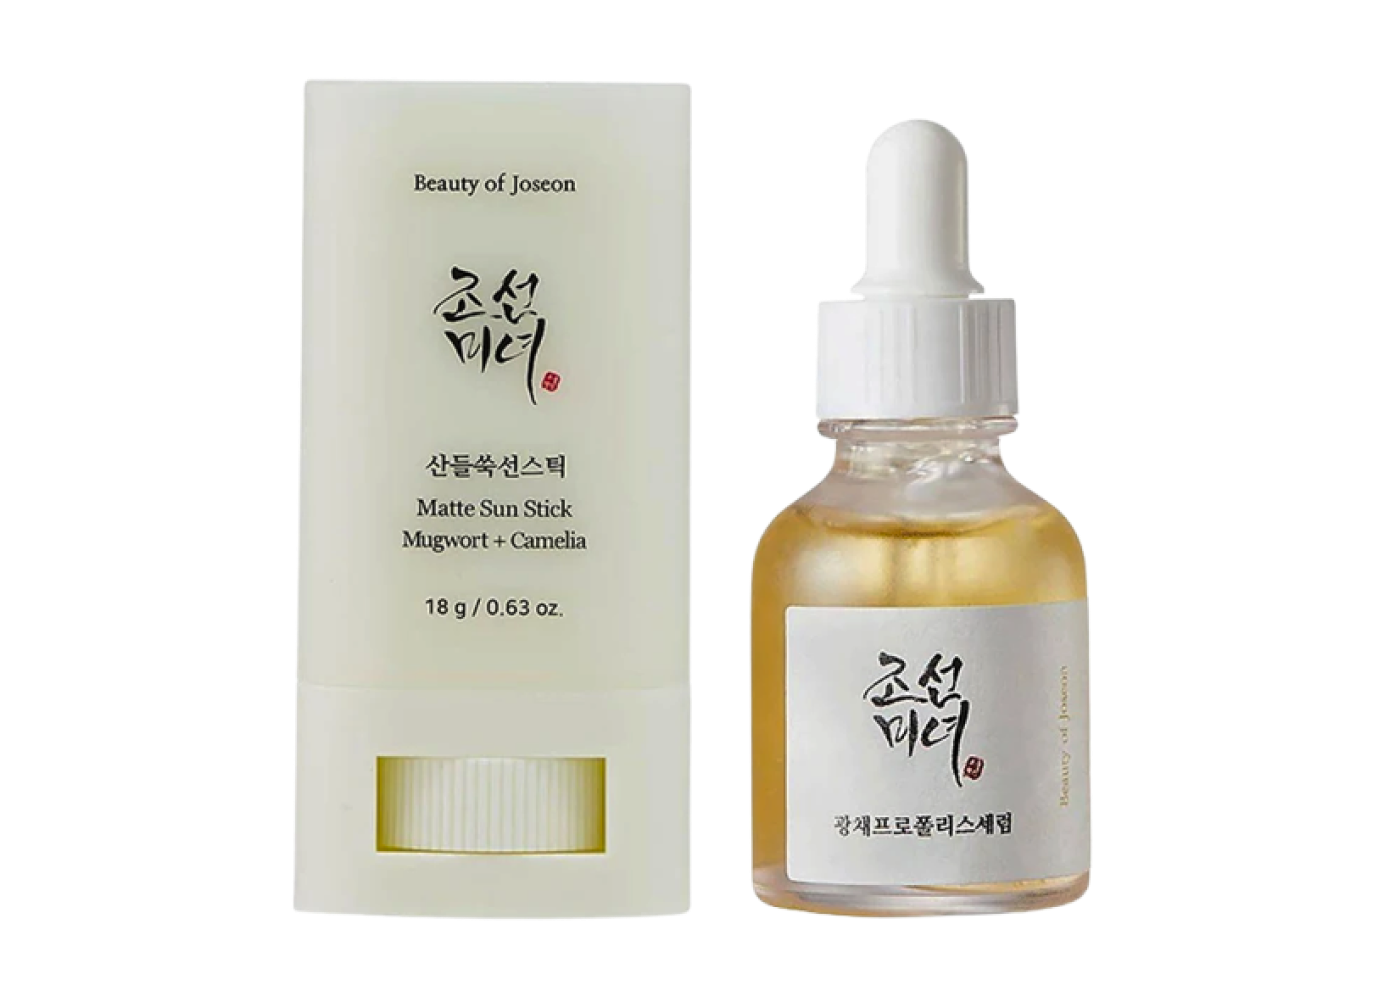 Beauty of Joseon
조선
미녀
산들쑥선스틱
Matte Sun Stick
Mugwort + Camelia
18 g / 0.63 oz.
조선
미녀
광채프로폴리스세럼
Beauty of Joseon